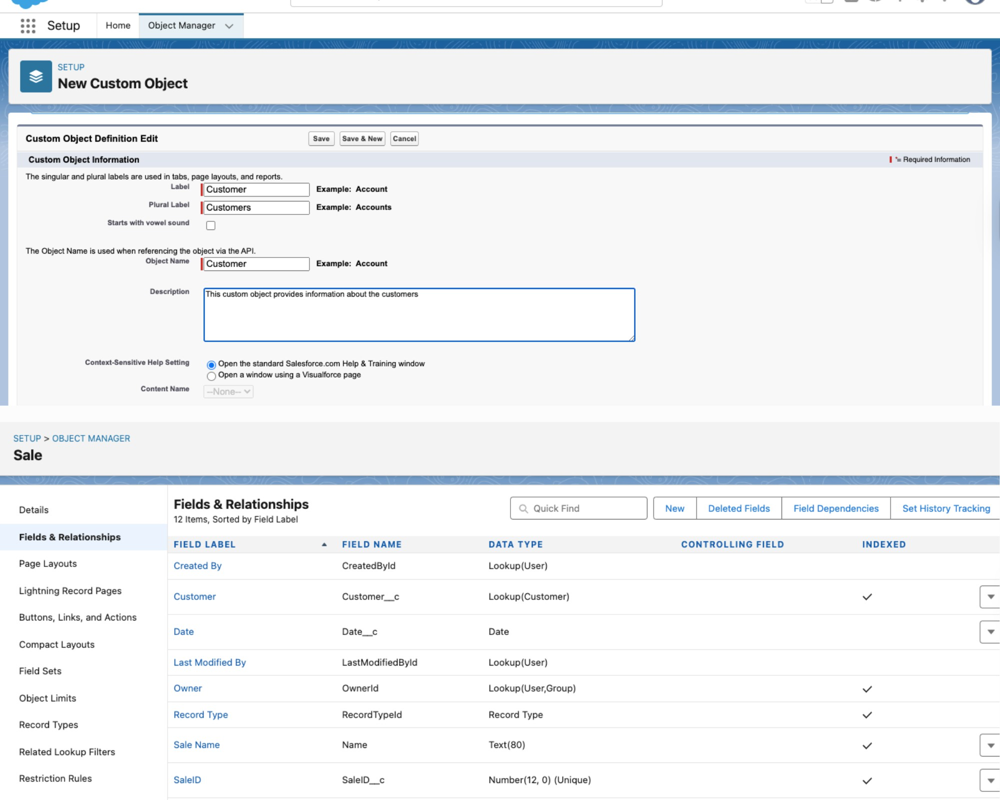 Setup Home Object Manager
SETUP
New Custom Object
Custom Object Definition Edit Save Save & New Cancel
Custom Object Information *= Required Information
The singular and plural labels are used in tabs, page layouts, and reports.
Label Customer Example: Account
Plural Label Customers Example: Accounts
Starts with vowel sound
The Object Name is used when referencing the object via the API.
Object Name Customer Example: Account
Description This custom object provides information about the customers
Context-Sensitive Help Setting Open the standard Salesforce.com Help & Training window
Open a window using a Visualforce page
Content Name --None--
SETUP > OBJECT MANAGER
Sale
Details
Fields & Relationships
Page Layouts
Lightning Record Pages
Buttons, Links, and Actions
Compact Layouts
Field Sets
Object Limits
Record Types
Related Lookup Filters
Restriction Rules
Fields & Relationships Quick Find New Deleted Fields Field Dependencies Set History Tracking
12 Items, Sorted by Field Label
FIELD LABEL FIELD NAME DATA TYPE CONTROLLING FIELD INDEXED
Created By CreatedById Lookup(User)
Customer Customer__c Lookup(Customer)
Date Date__c Date
Last Modified By LastModifiedById Lookup(User)
Owner OwnerId Lookup(User,Group)
Record Type RecordTypeId Record Type
Sale Name Name Text(80)
SaleID SaleID__c Number(12, 0) (Unique)